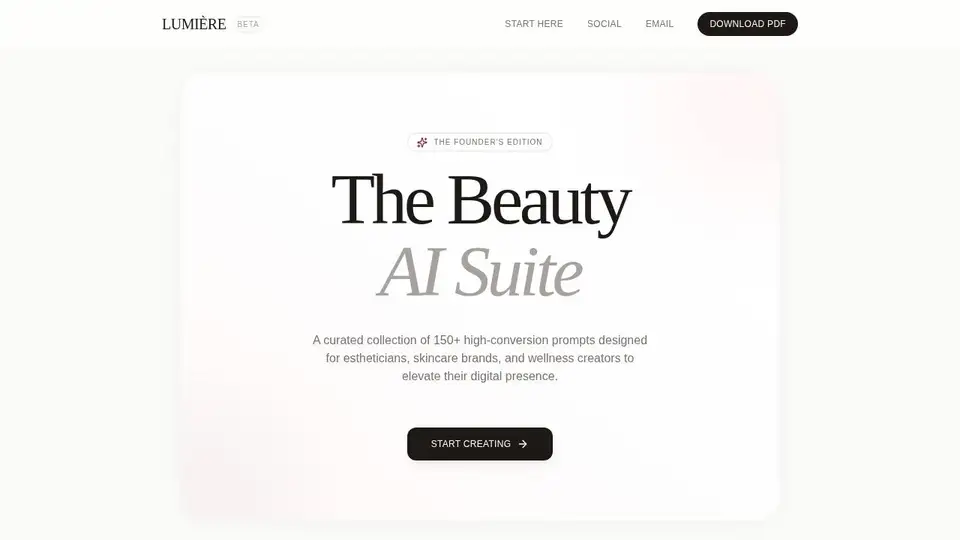 LUMIÈRE BETA START HERE SOCIAL EMAIL DOWNLOAD PDF
THE FOUNDER'S EDITION
The Beauty
AI Suite
A curated collection of 150+ high-conversion prompts designed
for estheticians, skincare brands, and wellness creators to
elevate their digital presence.
START CREATING